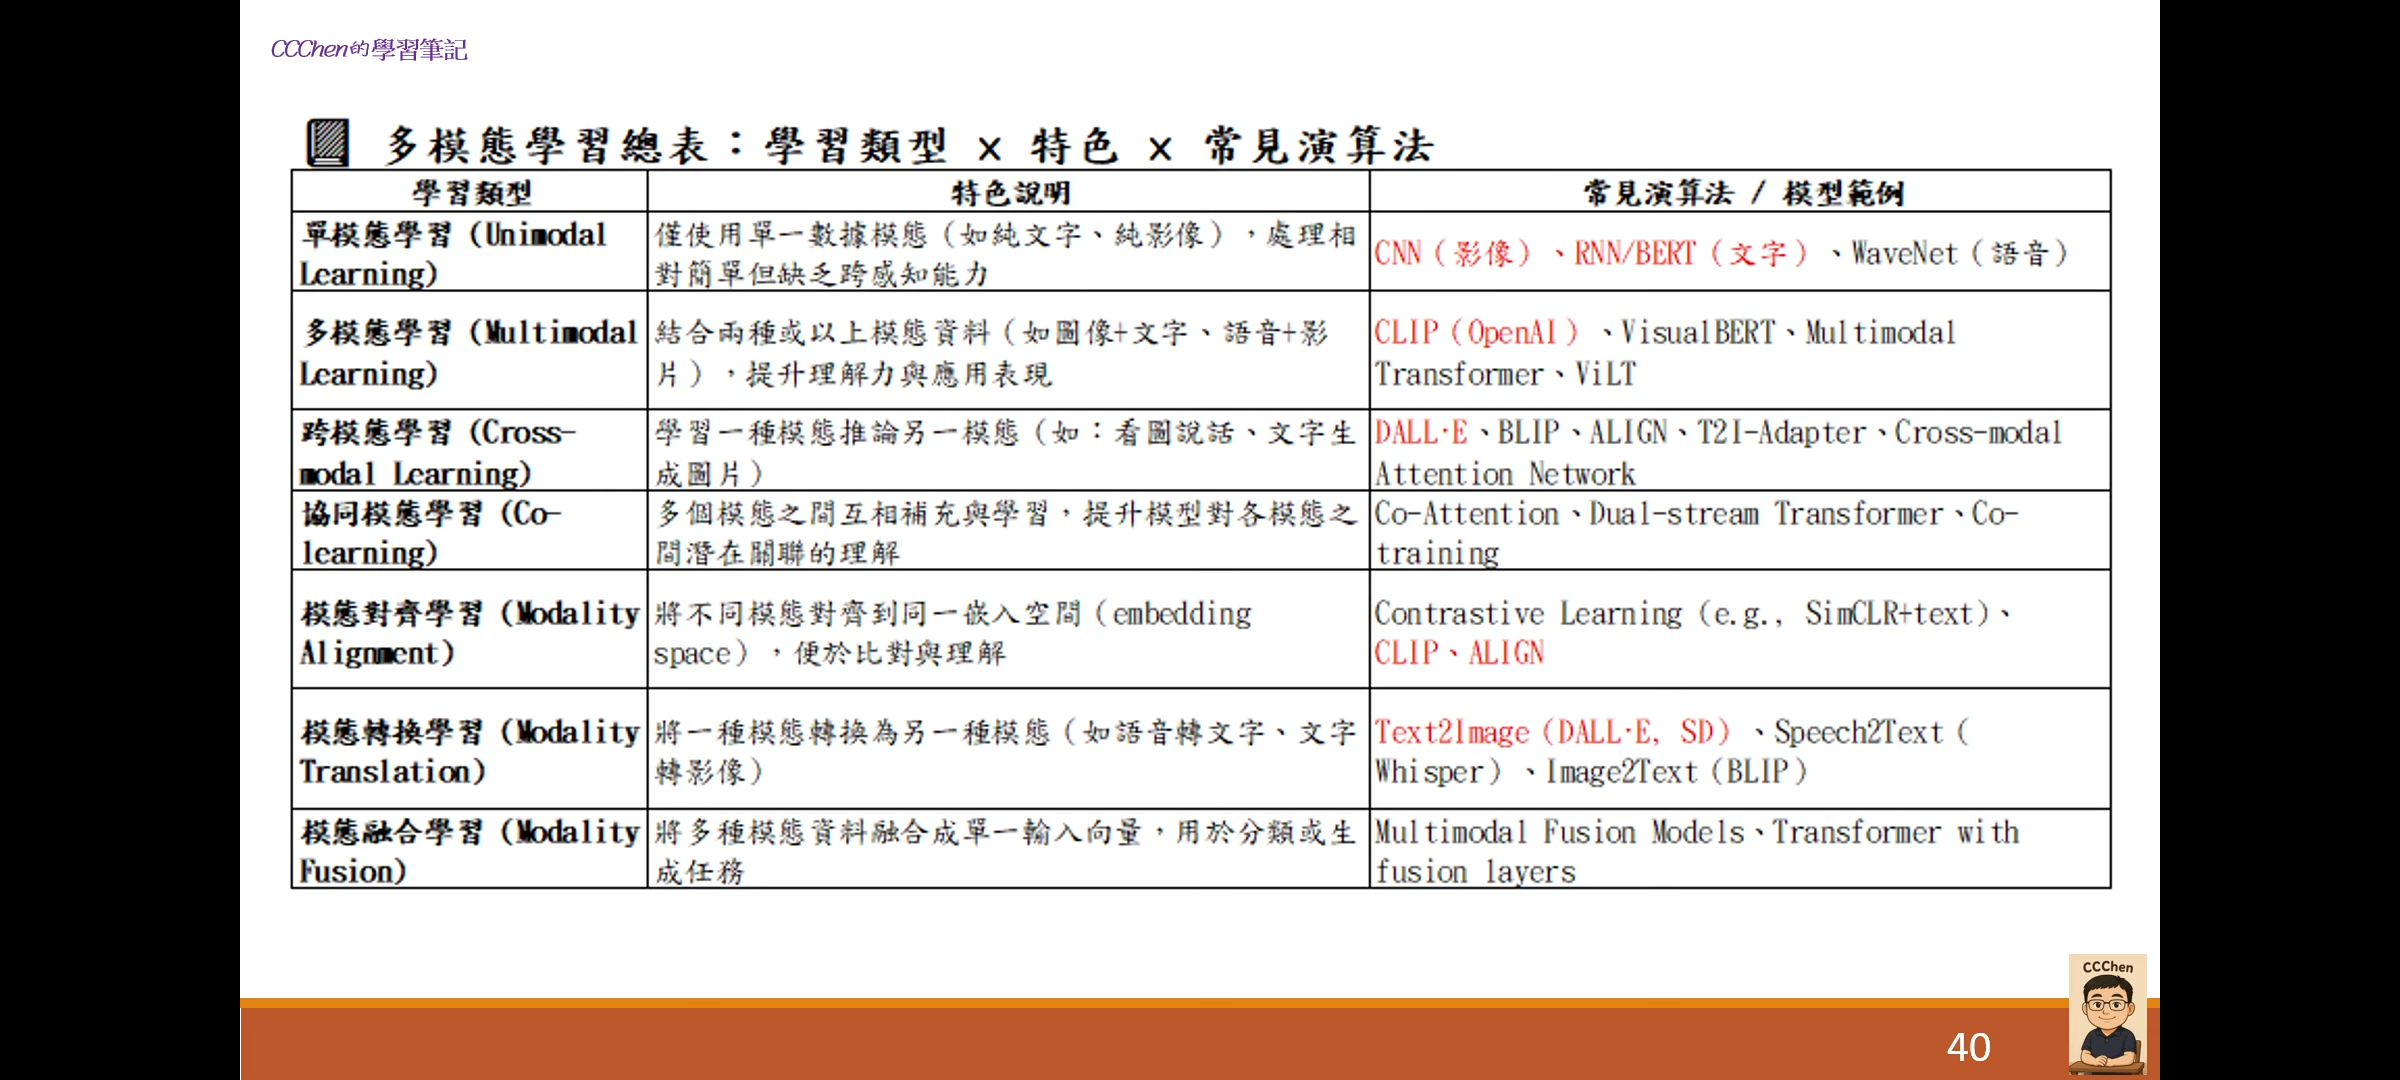 CCChen的學習筆記
多模態學習總表：學習類型 x 特色 x 常見演算法
學習類型
特色說明
常見演算法 / 模型範例
單模態學習（Unimodal
Learning）
僅使用單一數據模態（如純文字、純影像），處理相
對簡單但缺乏跨感知能力
CNN（影像）、RNN/BERT（文字）、WaveNet（語音）
多模態學習（Multimodal
Learning）
結合兩種或以上模態資料（如圖像+文字、語音+影
片），提升理解力與應用表現
CLIP（OpenAI）、VisualBERT、Multimodal
Transformer、ViLT
跨模態學習（Cross-
modal Learning）
學習一種模態推論另一模態（如：看圖說話、文字生
成圖片）
DALL·E、BLIP、ALIGN、T2I-Adapter、Cross-modal
Attention Network
協同模態學習（Co-
learning）
多個模態之間互相補充與學習，提升模型對各模態之
間潛在關聯的理解
Co-Attention、Dual-stream Transformer、Co-
training
模態對齊學習（Modality
Alignment）
將不同模態對齊到同一嵌入空間（embedding
space），便於比對與理解
Contrastive Learning (e.g., SimCLR+text)、
CLIP、ALIGN
模態轉換學習（Modality
Translation）
將一種模態轉換為另一種模態（如語音轉文字、文字
轉影像）
Text2Image（DALL·E, SD）、Speech2Text（
Whisper）、Image2Text（BLIP）
模態融合學習（Modality
Fusion）
將多種模態資料融合成單一輸入向量，用於分類或生
成任務
Multimodal Fusion Models、Transformer with
fusion layers
CCChen
40